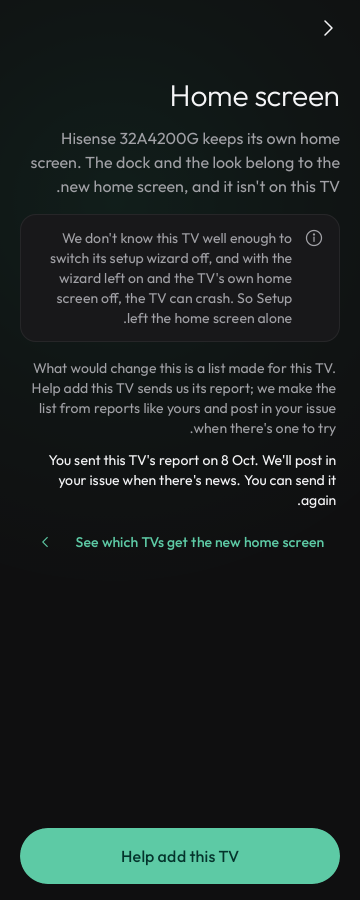 Home screen
Hisense 32A4200G keeps its own home
screen. The dock and the look belong to the
new home screen, and it isn't on this TV.
We don't know this TV well enough to
switch its setup wizard off, and with the
wizard left on and the TV's own home
screen off, the TV can crash. So Setup
left the home screen alone.
What would change this is a list made for this TV.
Help add this TV sends us its report; we make the
list from reports like yours and post in your issue
when there's one to try.
You sent this TV's report on 8 Oct. We'll post in
your issue when there's news. You can send it
again.
See which TVs get the new home screen
Help add this TV